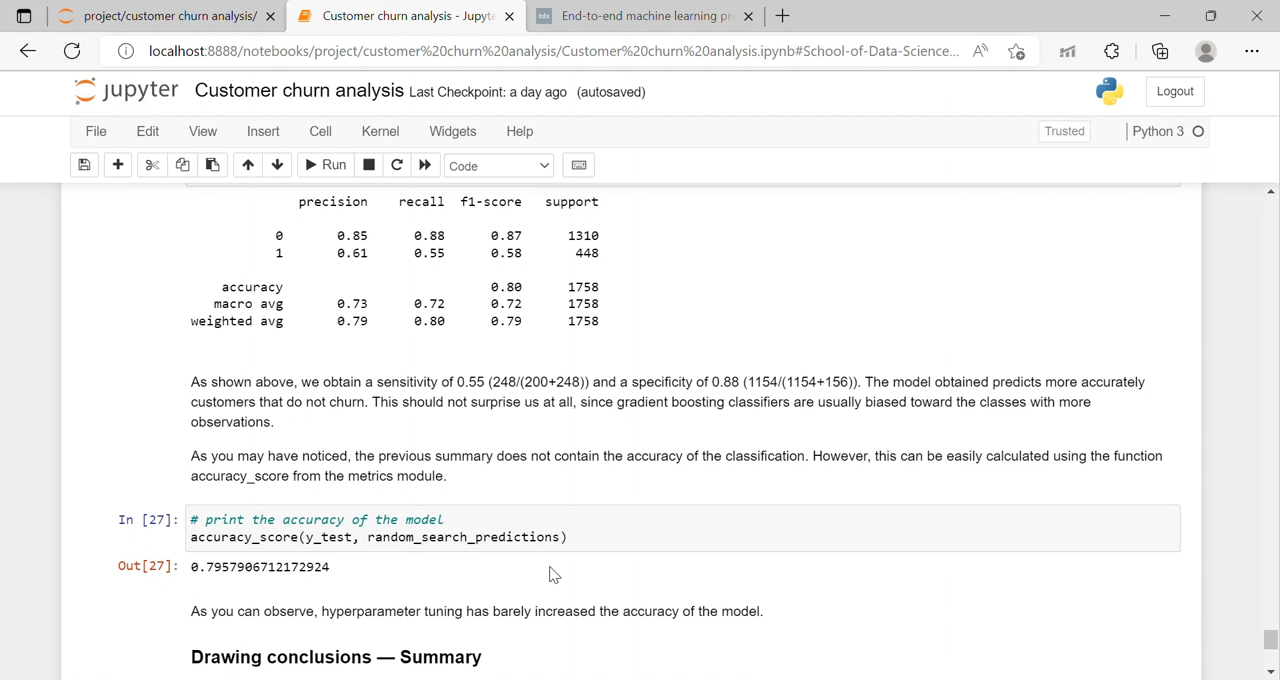 project/customer churn analysis/
Customer churn analysis - Jupyte
tds
End-to-end machine learning pr
localhost:8888/notebooks/project/customer%20churn%20analysis/Customer%20churn%20analysis.ipynb#School-of-Data-Science...
jupyter Customer churn analysis Last Checkpoint: a day ago (autosaved)
Logout
File Edit View Insert Cell Kernel Widgets Help
Trusted
Python 3
Run
Code
precision recall f1-score support
0 0.85 0.88 0.87 1310
1 0.61 0.55 0.58 448
accuracy 0.80 1758
macro avg 0.73 0.72 0.72 1758
weighted avg 0.79 0.80 0.79 1758
As shown above, we obtain a sensitivity of 0.55 (248/(200+248)) and a specificity of 0.88 (1154/(1154+156)). The model obtained predicts more accurately
customers that do not churn. This should not surprise us at all, since gradient boosting classifiers are usually biased toward the classes with more
observations.
As you may have noticed, the previous summary does not contain the accuracy of the classification. However, this can be easily calculated using the function
accuracy_score from the metrics module.
In [27]: # print the accuracy of the model
accuracy_score(y_test, random_search_predictions)
Out[27]: 0.7957906712172924
As you can observe, hyperparameter tuning has barely increased the accuracy of the model.
Drawing conclusions — Summary